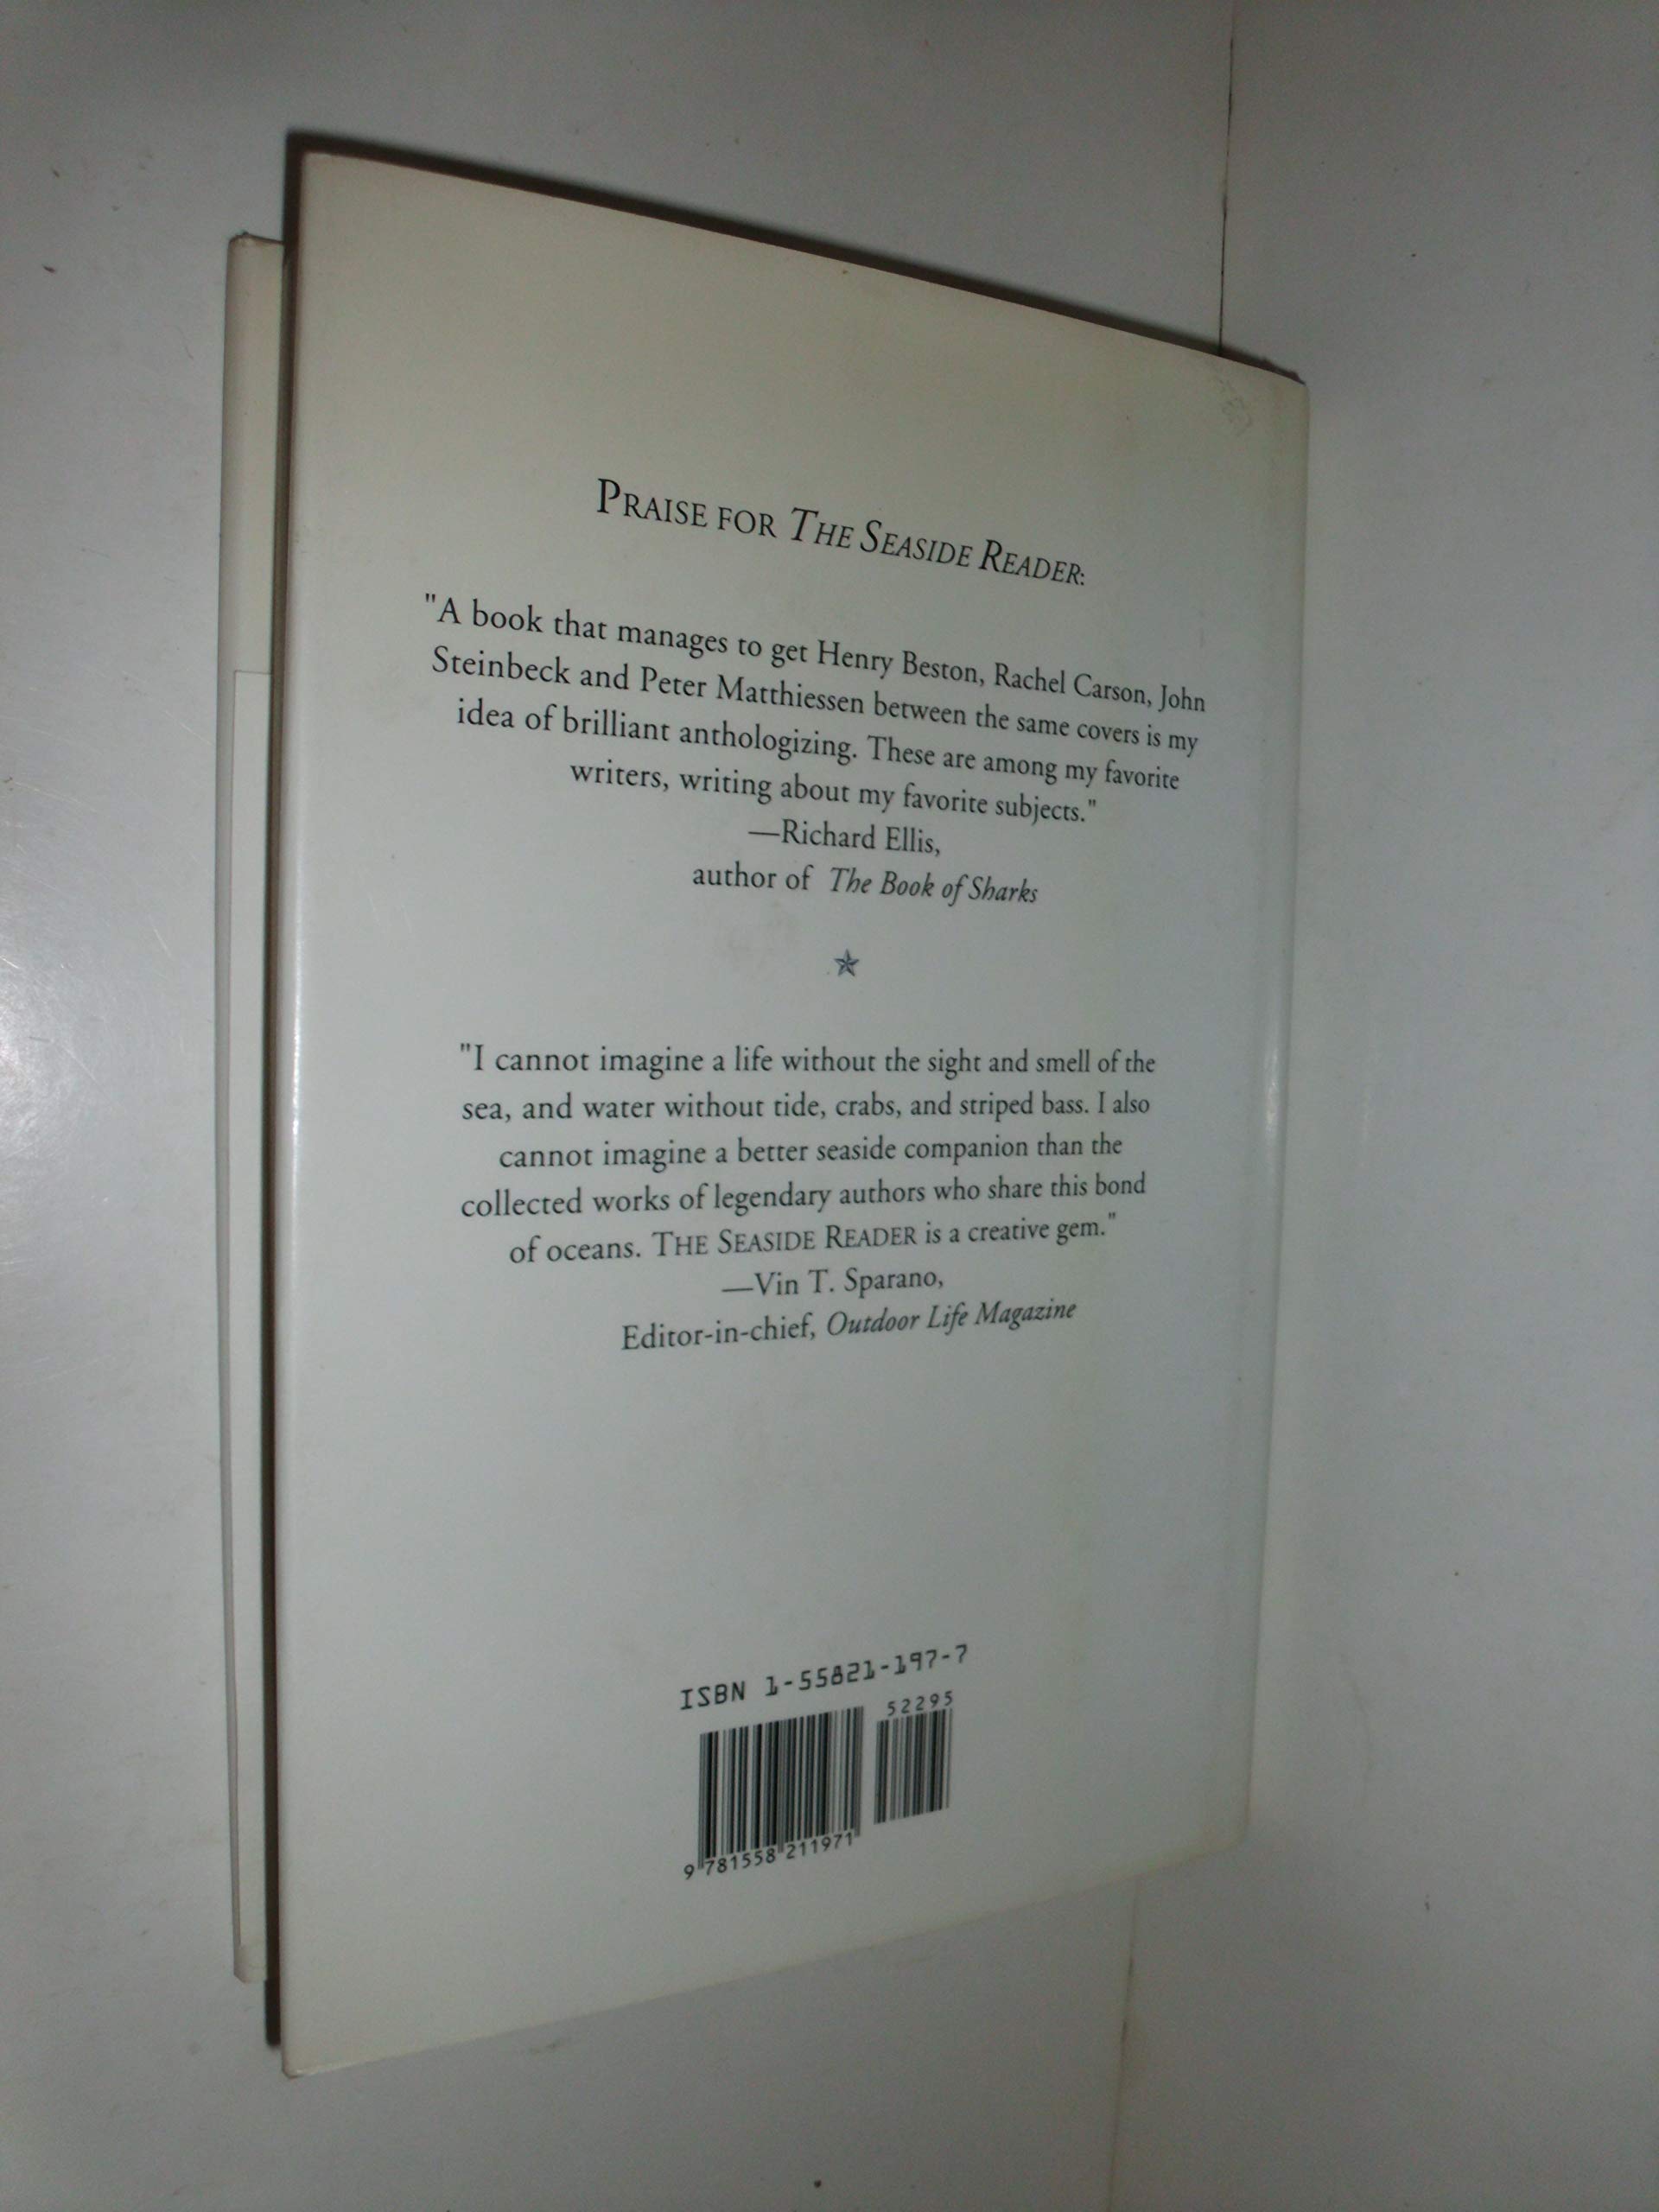 PRAISE FOR THE SEASIDE READER:
"A book that manages to get Henry Beston, Rachel Carson, John
Steinbeck and Peter Matthiessen between the same covers is my
idea of brilliant anthologizing. These are among my favorite
writers, writing about my favorite subjects."
—Richard Ellis,
author of The Book of Sharks
"I cannot imagine a life without the sight and smell of the
sea, and water without tide, crabs, and striped bass. I also
cannot imagine a better seaside companion than the
collected works of legendary authors who share this bond
of oceans. THE SEASIDE READER is a creative gem."
—Vin T. Sparano,
Editor-in-chief, Outdoor Life Magazine
ISBN 1-55821-197-7
52295
9 781558 211971